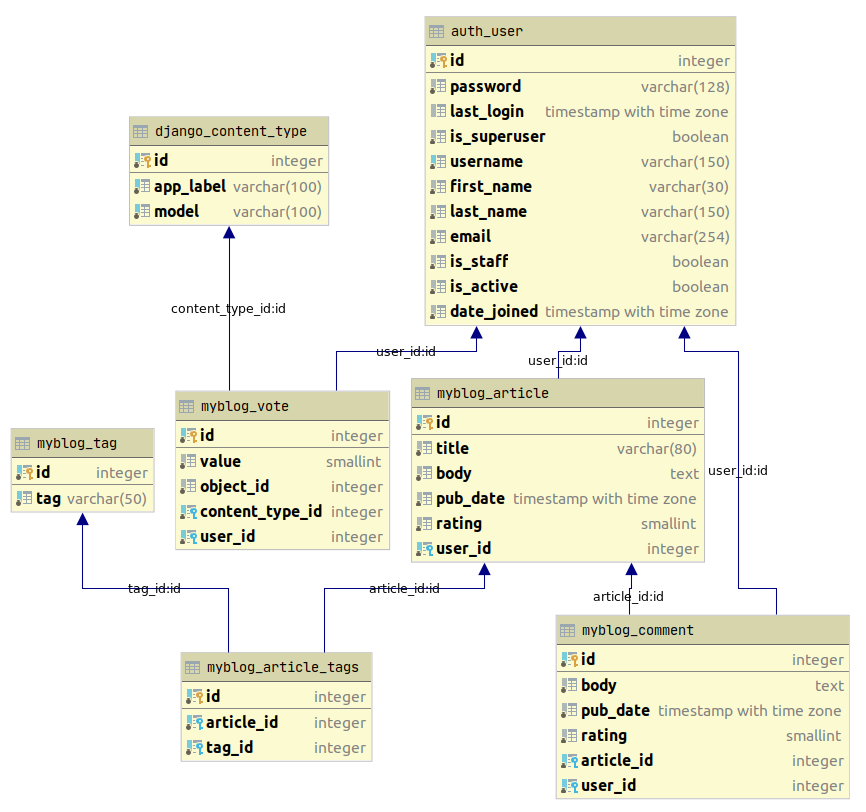 auth_user
id integer
password varchar(128)
last_login timestamp with time zone
is_superuser boolean
username varchar(150)
first_name varchar(30)
last_name varchar(150)
email varchar(254)
is_staff boolean
is_active boolean
date_joined timestamp with time zone
django_content_type
id integer
app_label varchar(100)
model varchar(100)
content_type_id:id
user_id:id
user_id:id
user_id:id
myblog_vote
id integer
value smallint
object_id integer
content_type_id integer
user_id integer
myblog_article
id integer
title varchar(80)
body text
pub_date timestamp with time zone
rating smallint
user_id integer
myblog_tag
id integer
tag varchar(50)
tag_id:id
article_id:id
article_id:id
myblog_article_tags
id integer
article_id integer
tag_id integer
myblog_comment
id integer
body text
pub_date timestamp with time zone
rating smallint
article_id integer
user_id integer